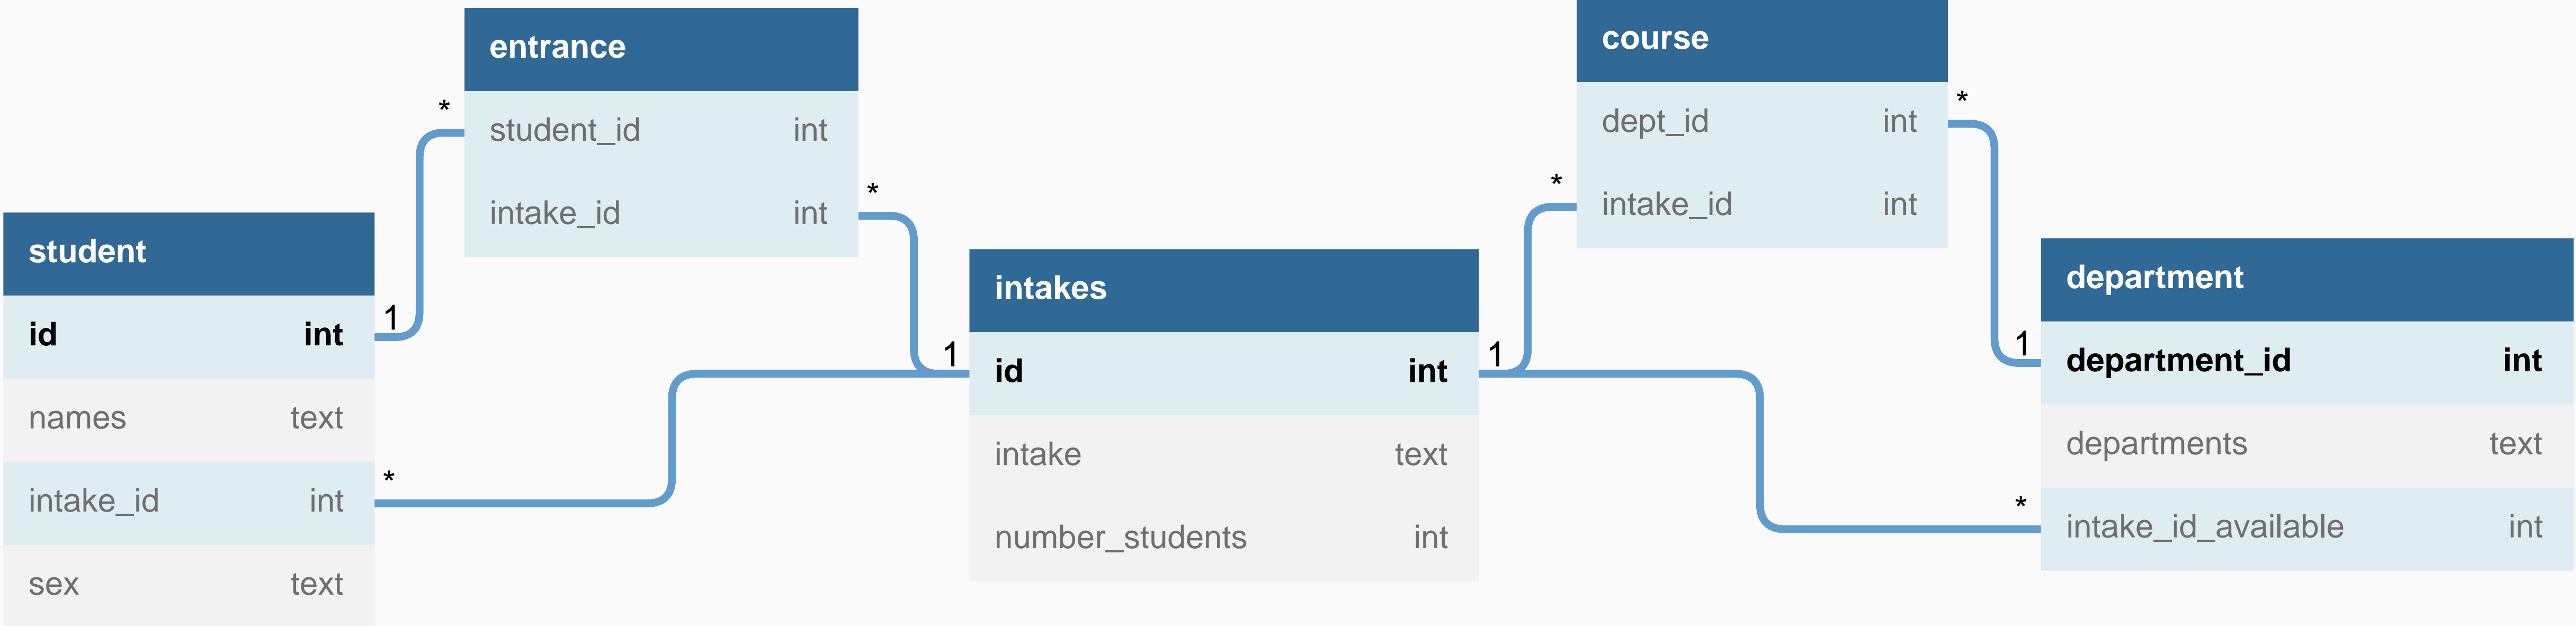 entrance
student_id int
intake_id int
*
*
student
id int
names text
intake_id int
sex text
1
*
intakes
id int
intake text
number_students int
1
1
course
dept_id int
intake_id int
*
*
department
department_id int
departments text
intake_id_available int
1
*